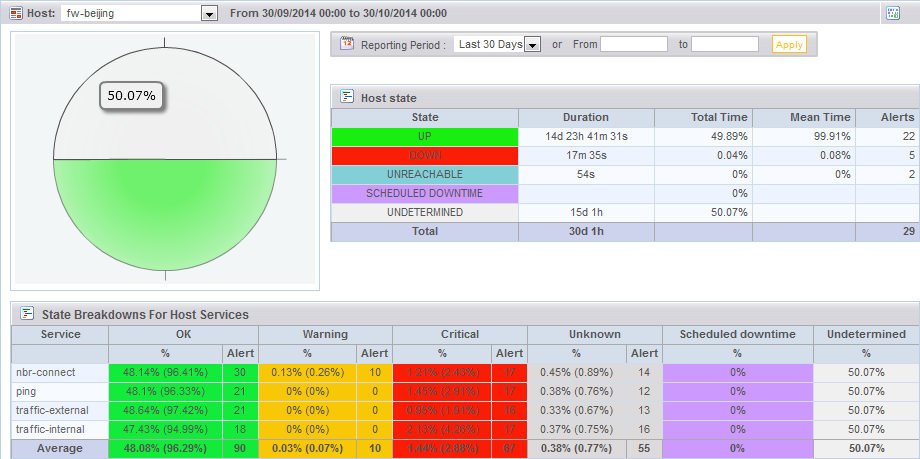 Host: fw-beijing From 30/09/2014 00:00 to 30/10/2014 00:00
50.07%
12 Reporting Period : Last 30 Days or From to Apply
Host state
State Duration Total Time Mean Time Alerts
UP 14d 23h 41m 31s 49.89% 99.91% 22
DOWN 17m 35s 0.04% 0.08% 5
UNREACHABLE 54s 0% 0% 2
SCHEDULED DOWNTIME 0%
UNDETERMINED 15d 1h 50.07%
Total 30d 1h 29
State Breakdowns For Host Services
Service OK Warning Critical Unknown Scheduled downtime Undetermined
% Alert % Alert % Alert % Alert % %
nbr-connect 48.14% (96.41%) 30 0.13% (0.26%) 10 1.21% (2.43%) 17 0.45% (0.89%) 14 0% 50.07%
ping 48.1% (96.33%) 21 0% (0%) 0 1.45% (2.91%) 17 0.38% (0.76%) 12 0% 50.07%
traffic-external 48.64% (97.42%) 21 0% (0%) 0 0.95% (1.91%) 16 0.33% (0.67%) 13 0% 50.07%
traffic-internal 47.43% (94.99%) 18 0% (0%) 0 2.13% (4.26%) 17 0.37% (0.75%) 16 0% 50.07%
Average 48.08% (96.29%) 90 0.03% (0.07%) 10 1.44% (2.88%) 67 0.38% (0.77%) 55 0% 50.07%